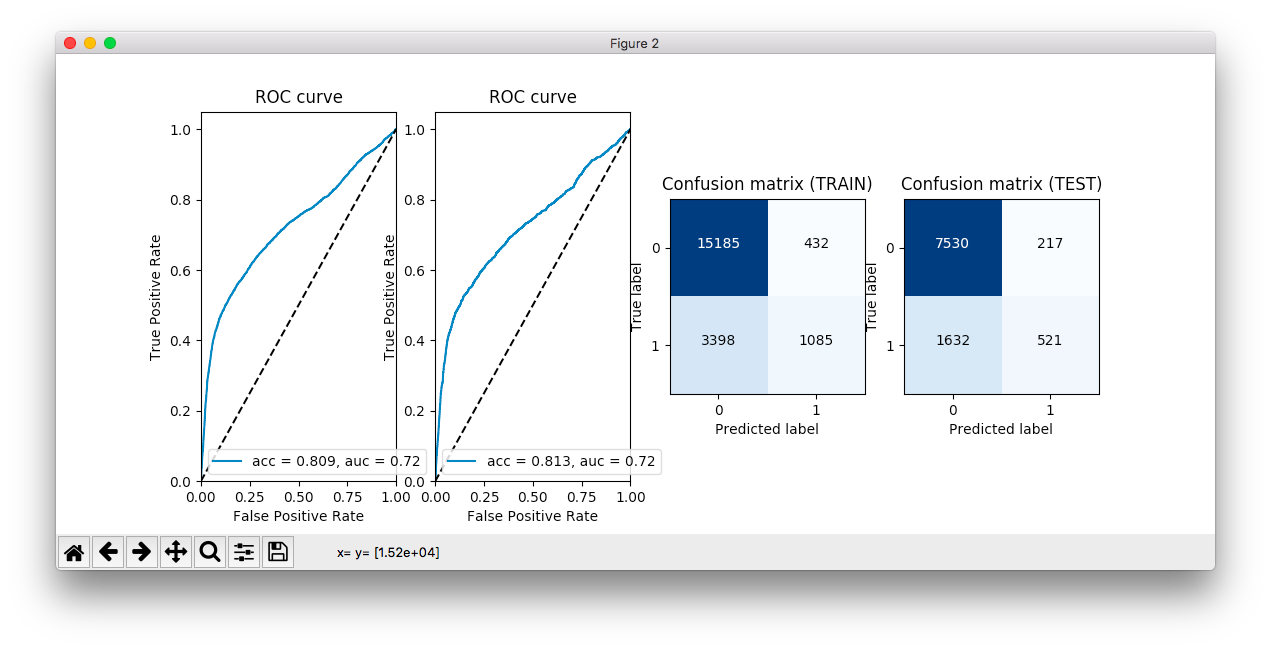 Figure 2
ROC curve
1.0
0.8
0.6
0.4
0.2
0.0
True Positive Rate
acc = 0.809, auc = 0.72
0.00 0.25 0.50 0.75 1.00
False Positive Rate
ROC curve
1.0
0.8
0.6
0.4
0.2
0.0
True Positive Rate
acc = 0.813, auc = 0.72
0.00 0.25 0.50 0.75 1.00
False Positive Rate
Confusion matrix (TRAIN)
0 15185 432
True label
1 3398 1085
0 1
Predicted label
Confusion matrix (TEST)
0 7530 217
True label
1 1632 521
0 1
Predicted label
x= y= [1.52e+04]